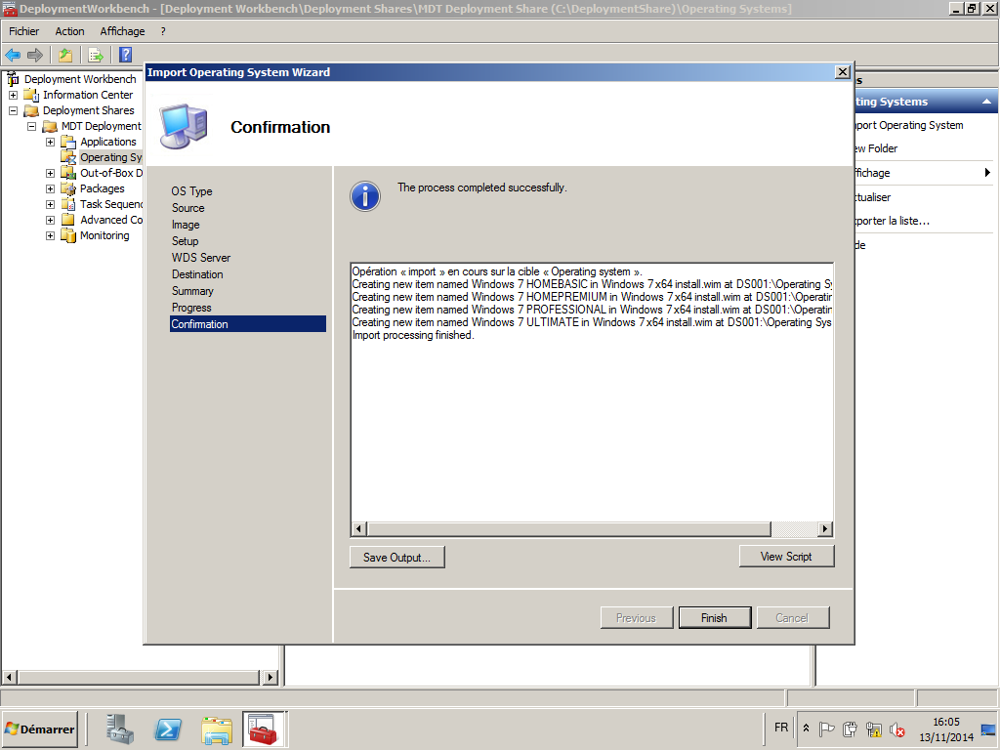 DeploymentWorkbench - [Deployment Workbench\Deployment Shares\MDT Deployment Share (C:\DeploymentShare)\Operating Systems]
Fichier Action Affichage ?
Import Operating System Wizard
Deployment Workbench
Information Center
Deployment Shares
MDT Deployment
Applications
Operating Sy
Out-of-Box D
Packages
Task Sequenc
Advanced Co
Monitoring
Confirmation
OS Type
Source
Image
Setup
WDS Server
Destination
Summary
Progress
Confirmation
The process completed successfully.
Opération « import » en cours sur la cible « Operating system ».
Creating new item named Windows 7 HOMEBASIC in Windows 7 x64 install.wim at DS001:\Operating Sy
Creating new item named Windows 7 HOMEPREMIUM in Windows 7 x64 install.wim at DS001:\Operatin
Creating new item named Windows 7 PROFESSIONAL in Windows 7 x64 install.wim at DS001:\Operatin
Creating new item named Windows 7 ULTIMATE in Windows 7 x64 install.wim at DS001:\Operating Sys
Import processing finished.
Save Output...
View Script
Previous
Finish
Cancel
s
ting Systems
port Operating System
ew Folder
ffichage
ctualiser
xporter la liste...
de
Démarrer
FR
16:05
13/11/2014